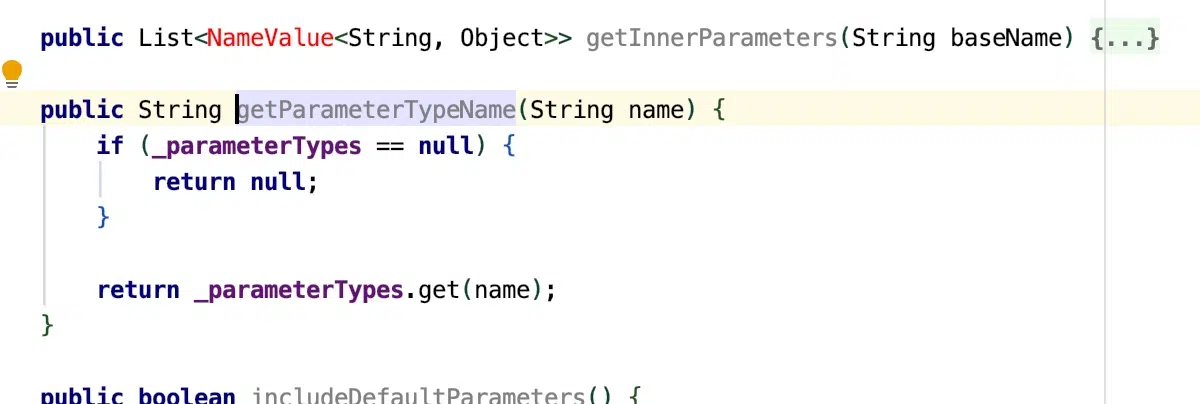 public List<NameValue<String, Object>> getInnerParameters(String baseName) {...}
public String getParameterTypeName(String name) {
if (_parameterTypes == null) {
return null;
}
return _parameterTypes.get(name);
}
public boolean includeDefaultParameters() {